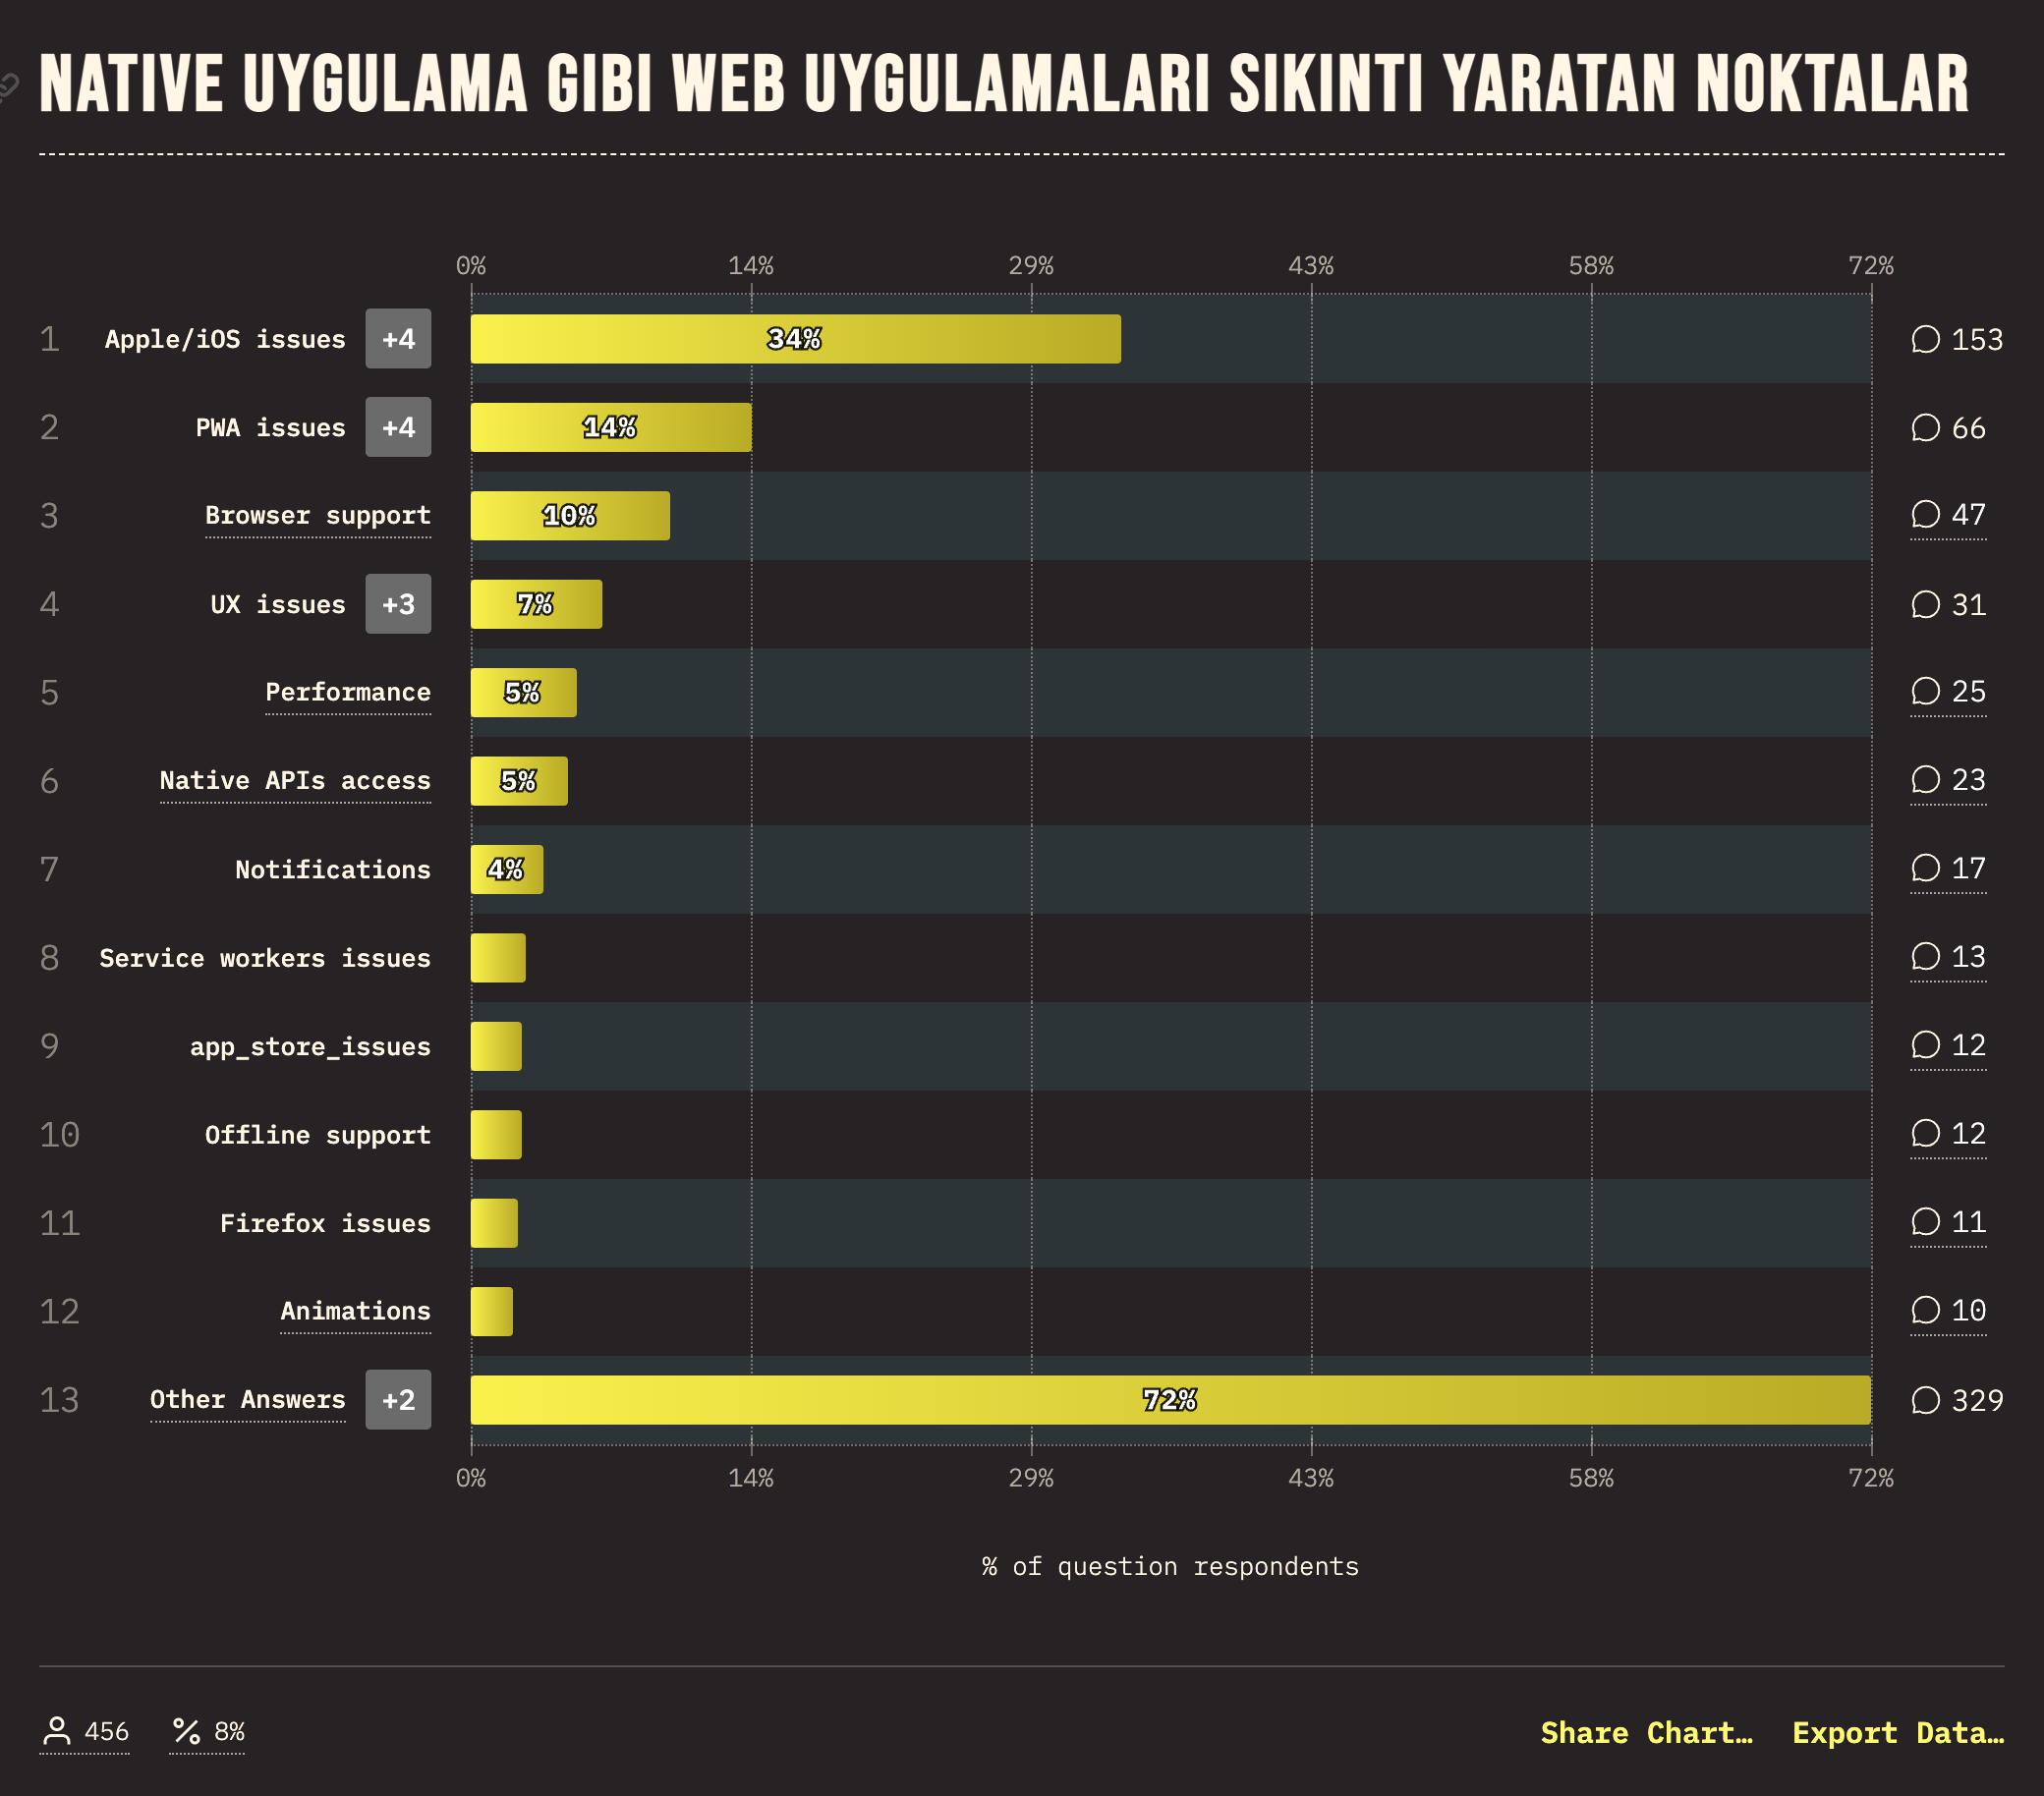 NATIVE UYGULAMA GIBI WEB UYGULAMALARI SIKINTI YARATAN NOKTALAR
0% 14% 29% 43% 58% 72%
1 Apple/iOS issues +4 34% 153
2 PWA issues +4 14% 66
3 Browser support 10% 47
4 UX issues +3 7% 31
5 Performance 5% 25
6 Native APIs access 5% 23
7 Notifications 4% 17
8 Service workers issues 13
9 app_store_issues 12
10 Offline support 12
11 Firefox issues 11
12 Animations 10
13 Other Answers +2 72% 329
0% 14% 29% 43% 58% 72%
% of question respondents
456 8% Share Chart… Export Data…